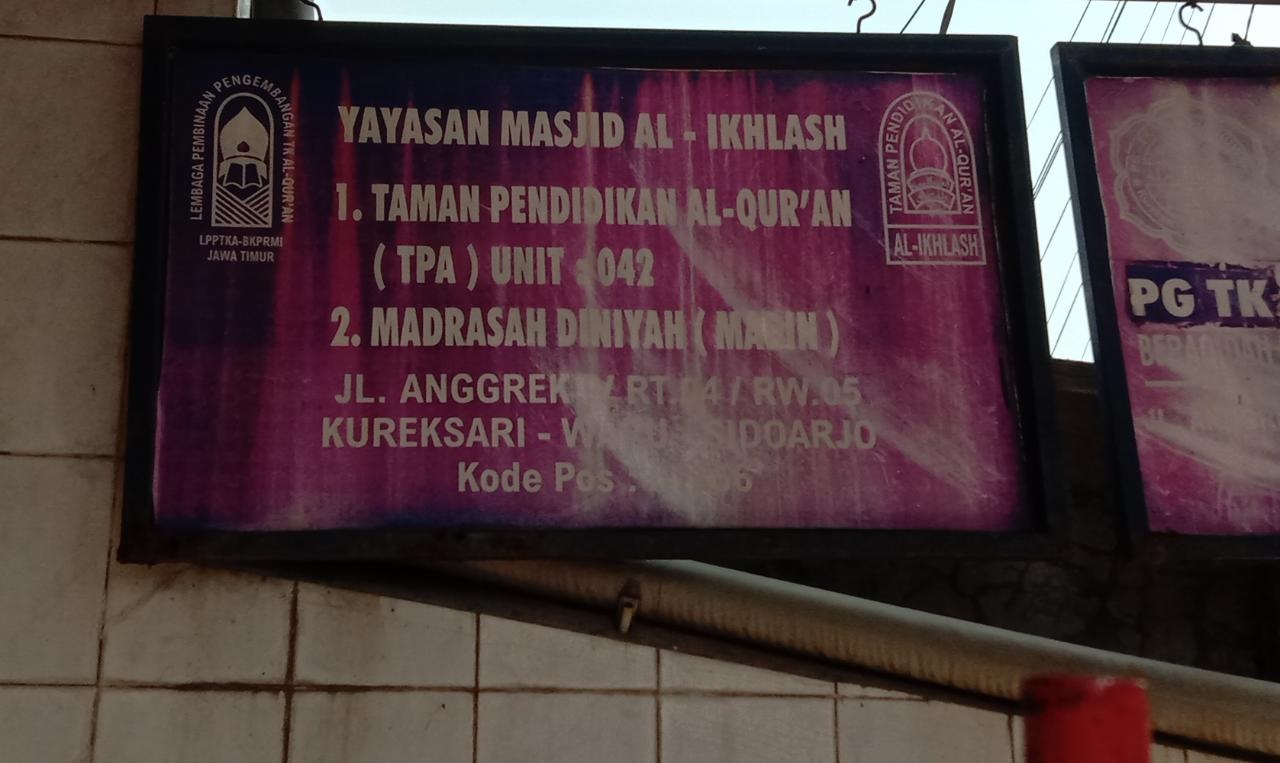 LEMBAGA PEMBINAAN PENGEMBANGAN TK AL-QUR'AN
LPPTKA-BKPRMI
JAWA TIMUR
YAYASAN MASJID AL - IKHLASH
1. TAMAN PENDIDIKAN AL-QUR'AN
( TPA ) UNIT : 042
2. MADRASAH DINIYAH ( MADIN )
JL. ANGGREK RT.04 / RW.05
KUREKSARI - WARU SIDOARJO
Kode Pos
TAMAN PENDIDIKAN AL-QUR'AN
AL-IKHLASH
PG TK